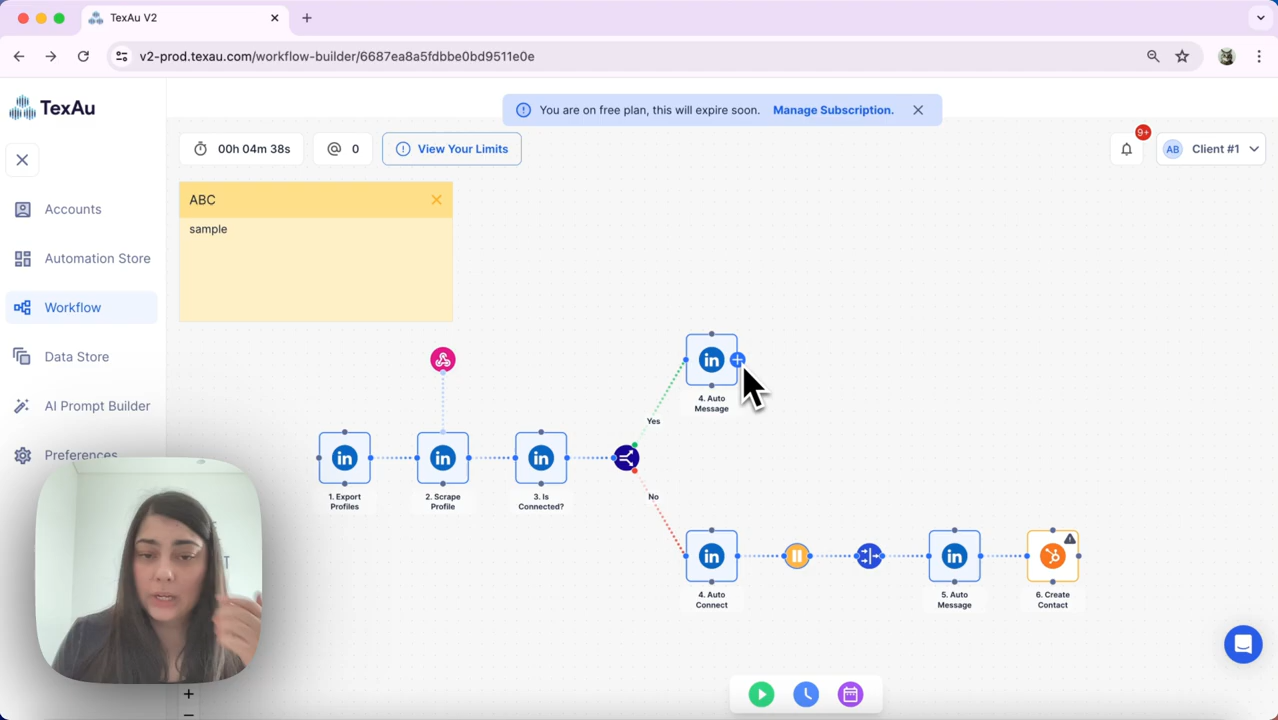 TexAu V2
v2-prod.texau.com/workflow-builder/6687ea8a5fdbbe0bd9511e0e
TexAu
You are on free plan, this will expire soon. Manage Subscription.
00h 04m 38s
0
View Your Limits
9+
AB
Client #1
ABC
sample
Accounts
Automation Store
Workflow
Data Store
AI Prompt Builder
Preferences
4. Auto
Message
Yes
1. Export
Profiles
2. Scrape
Profile
3. Is
Connected?
No
4. Auto
Connect
5. Auto
Message
6. Create
Contact